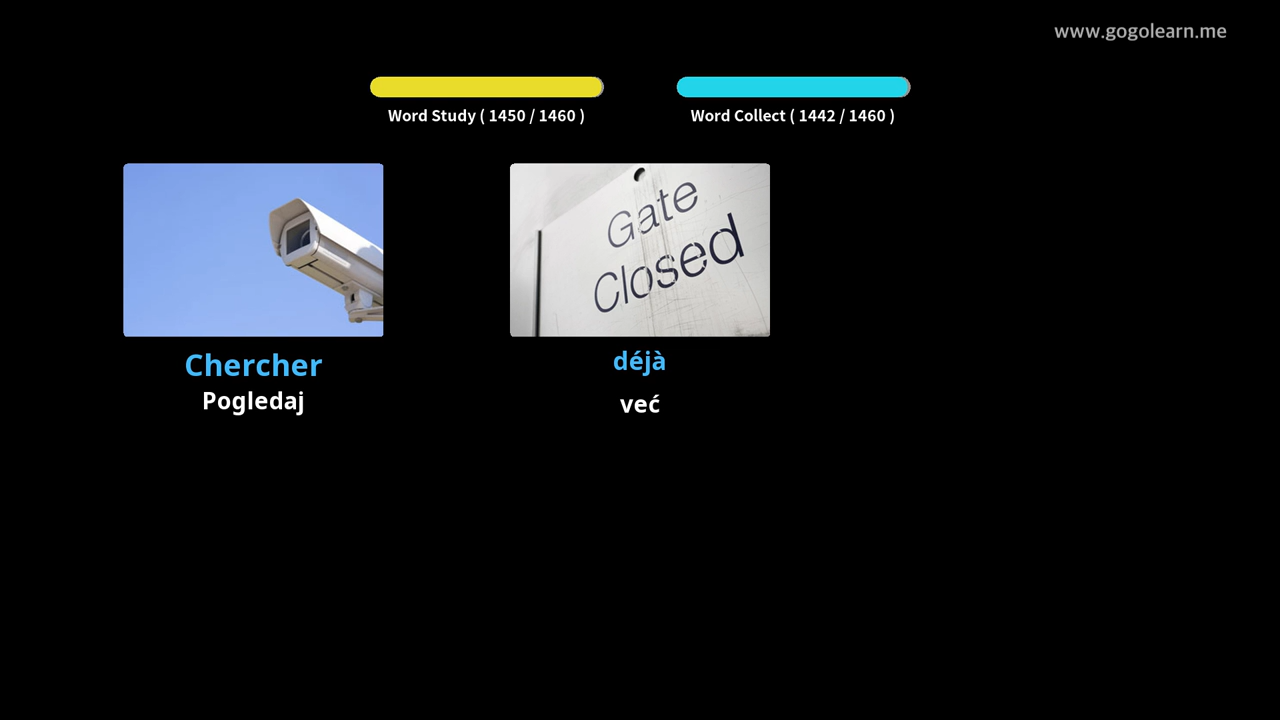 www.gogolearn.me
Word Study ( 1450 / 1460 )
Word Collect ( 1442 / 1460 )
Gate
Closed
Chercher
Pogledaj
déjà
već